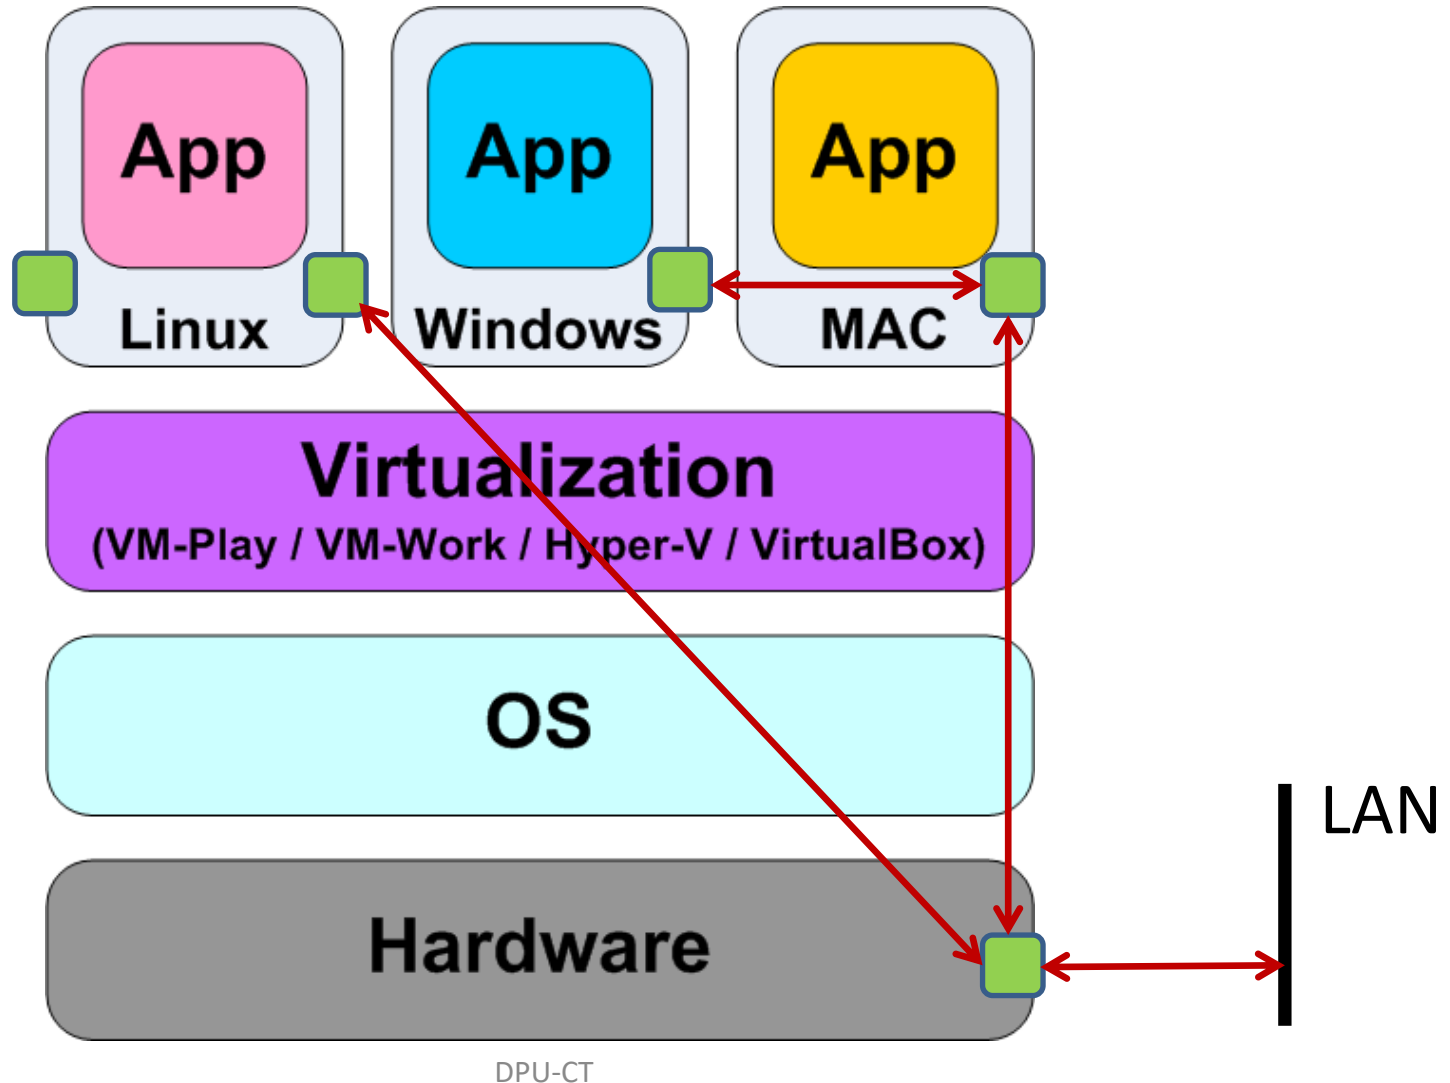 App
App
App
Linux
Windows
MAC
Virtualization
(VM-Play / VM-Work / Hyper-V / VirtualBox)
OS
LAN
Hardware
DPU-CT